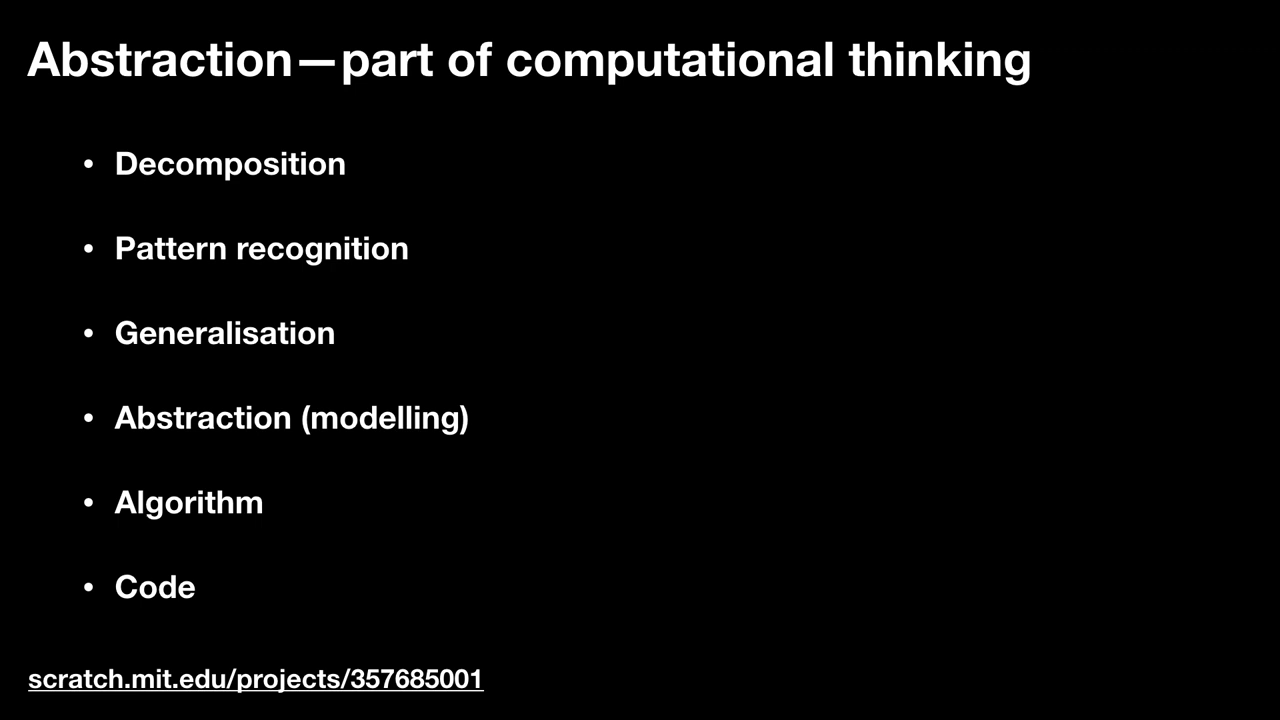 Abstraction—part of computational thinking
• Decomposition
• Pattern recognition
• Generalisation
• Abstraction (modelling)
• Algorithm
• Code
scratch.mit.edu/projects/357685001